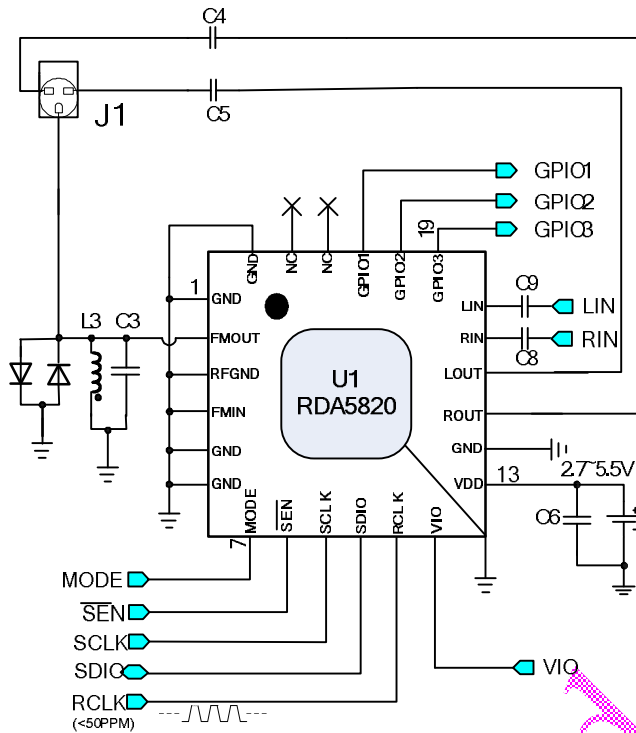 C4
C5
J1
GPIO1
GPIO2
GPIO3
19
GND
NC
NC
GPIO1
GPIO2
GPIO3
1
GND
LIN
C9
LIN
L3
C3
FMOUT
RIN
C8
RIN
RFGND
U1
RDA5820
LOUT
FMIN
ROUT
GND
GND
GND
VDD
13
2.7~5.5V
MODE
SEN
SCLK
SDIO
RCLK
VIO
C6
7
MODE
SEN
SCLK
SDIO
VIO
RCLK
(<50PPM)